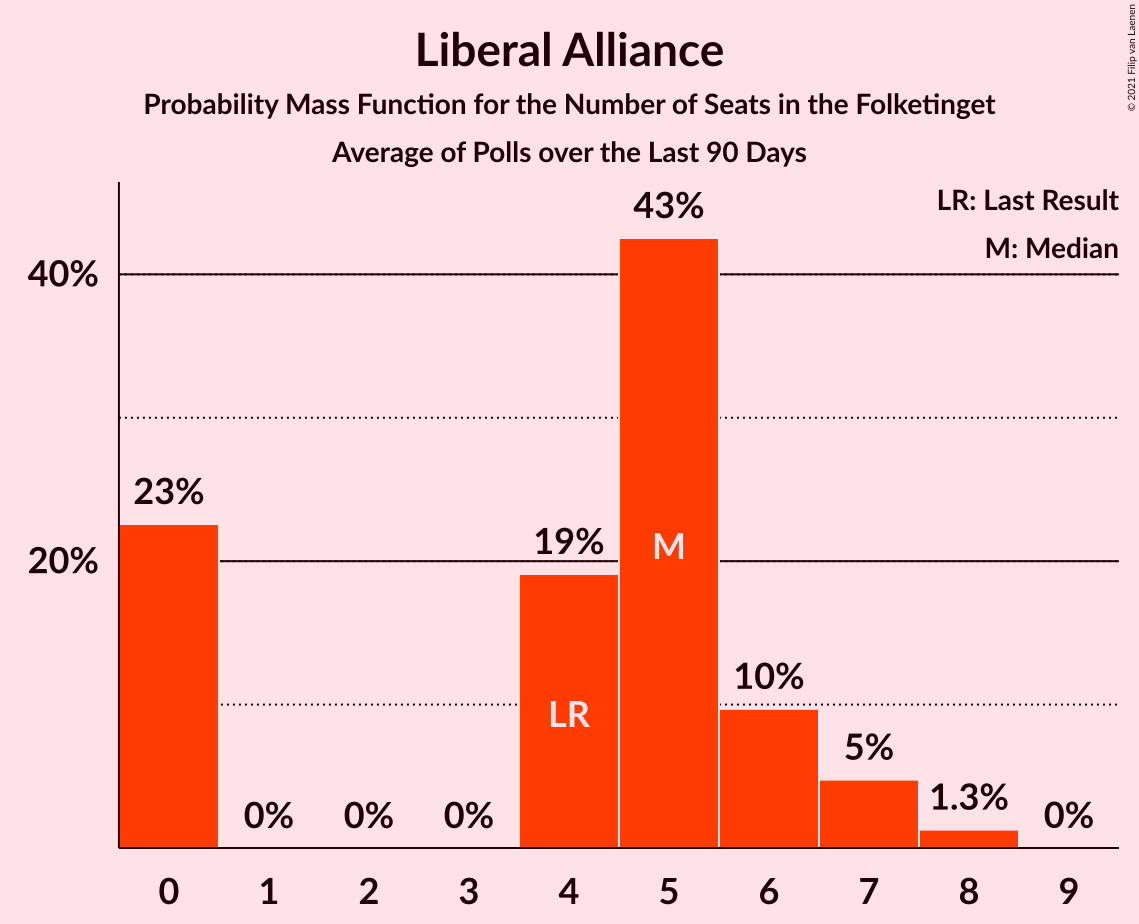 Liberal Alliance
Probability Mass Function for the Number of Seats in the Folketinget
Average of Polls over the Last 90 Days
© 2021 Filip van Laenen
LR: Last Result
M: Median
43%
40%
23%
20%
19%
M
LR
10%
5%
1.3%
0%
0%
0%
0%
0 1 2 3 4 5 6 7 8 9